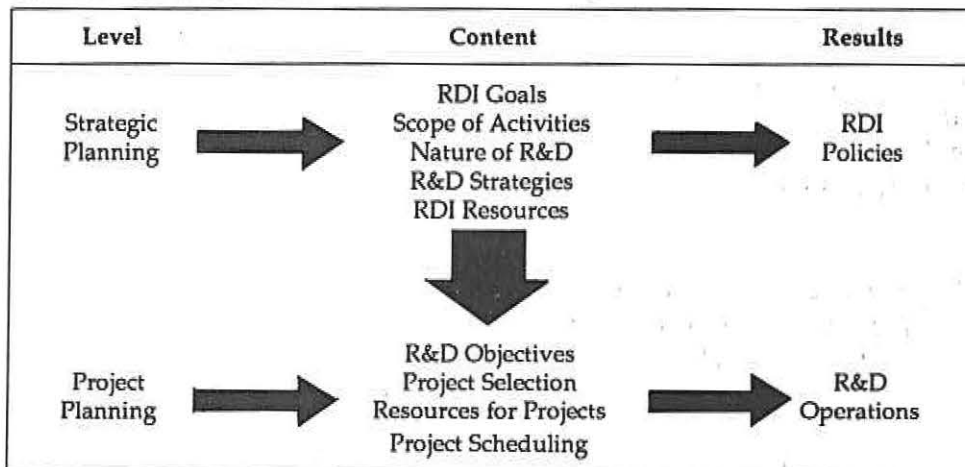 Level Content Results
Strategic Planning
RDI Goals
Scope of Activities
Nature of R&D
R&D Strategies
RDI Resources
RDI Policies
Project Planning
R&D Objectives
Project Selection
Resources for Projects
Project Scheduling
R&D Operations